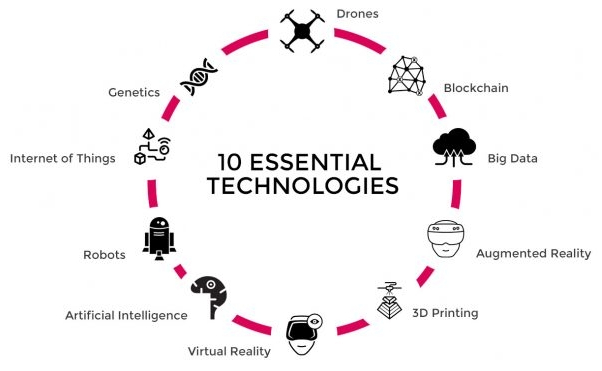 Drones
Blockchain
Big Data
Augmented Reality
3D Printing
Virtual Reality
Artificial Intelligence
Robots
Internet of Things
Genetics
10 ESSENTIAL
TECHNOLOGIES